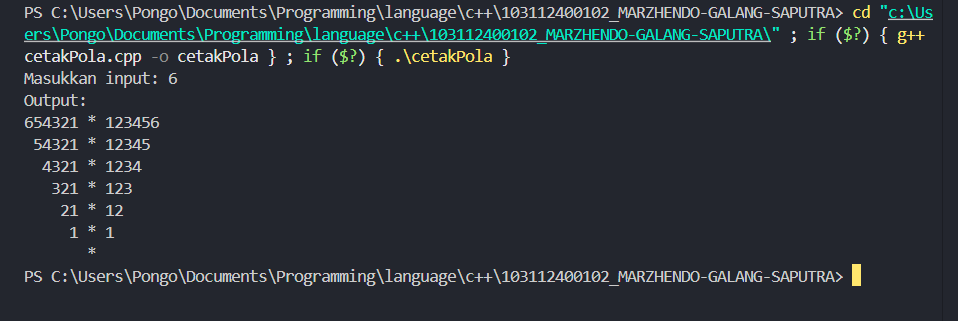 PS C:\Users\Pongo\Documents\Programming\language\c++\103112400102_MARZHENDO-GALANG-SAPUTRA> cd "c:\Us
ers\Pongo\Documents\Programming\language\c++\103112400102_MARZHENDO-GALANG-SAPUTRA\" ; if ($?) { g++
cetakPola.cpp -o cetakPola } ; if ($?) { .\cetakPola }
Masukkan input: 6
Output:
654321 * 123456
 54321 * 12345
  4321 * 1234
   321 * 123
    21 * 12
     1 * 1
       *
PS C:\Users\Pongo\Documents\Programming\language\c++\103112400102_MARZHENDO-GALANG-SAPUTRA>